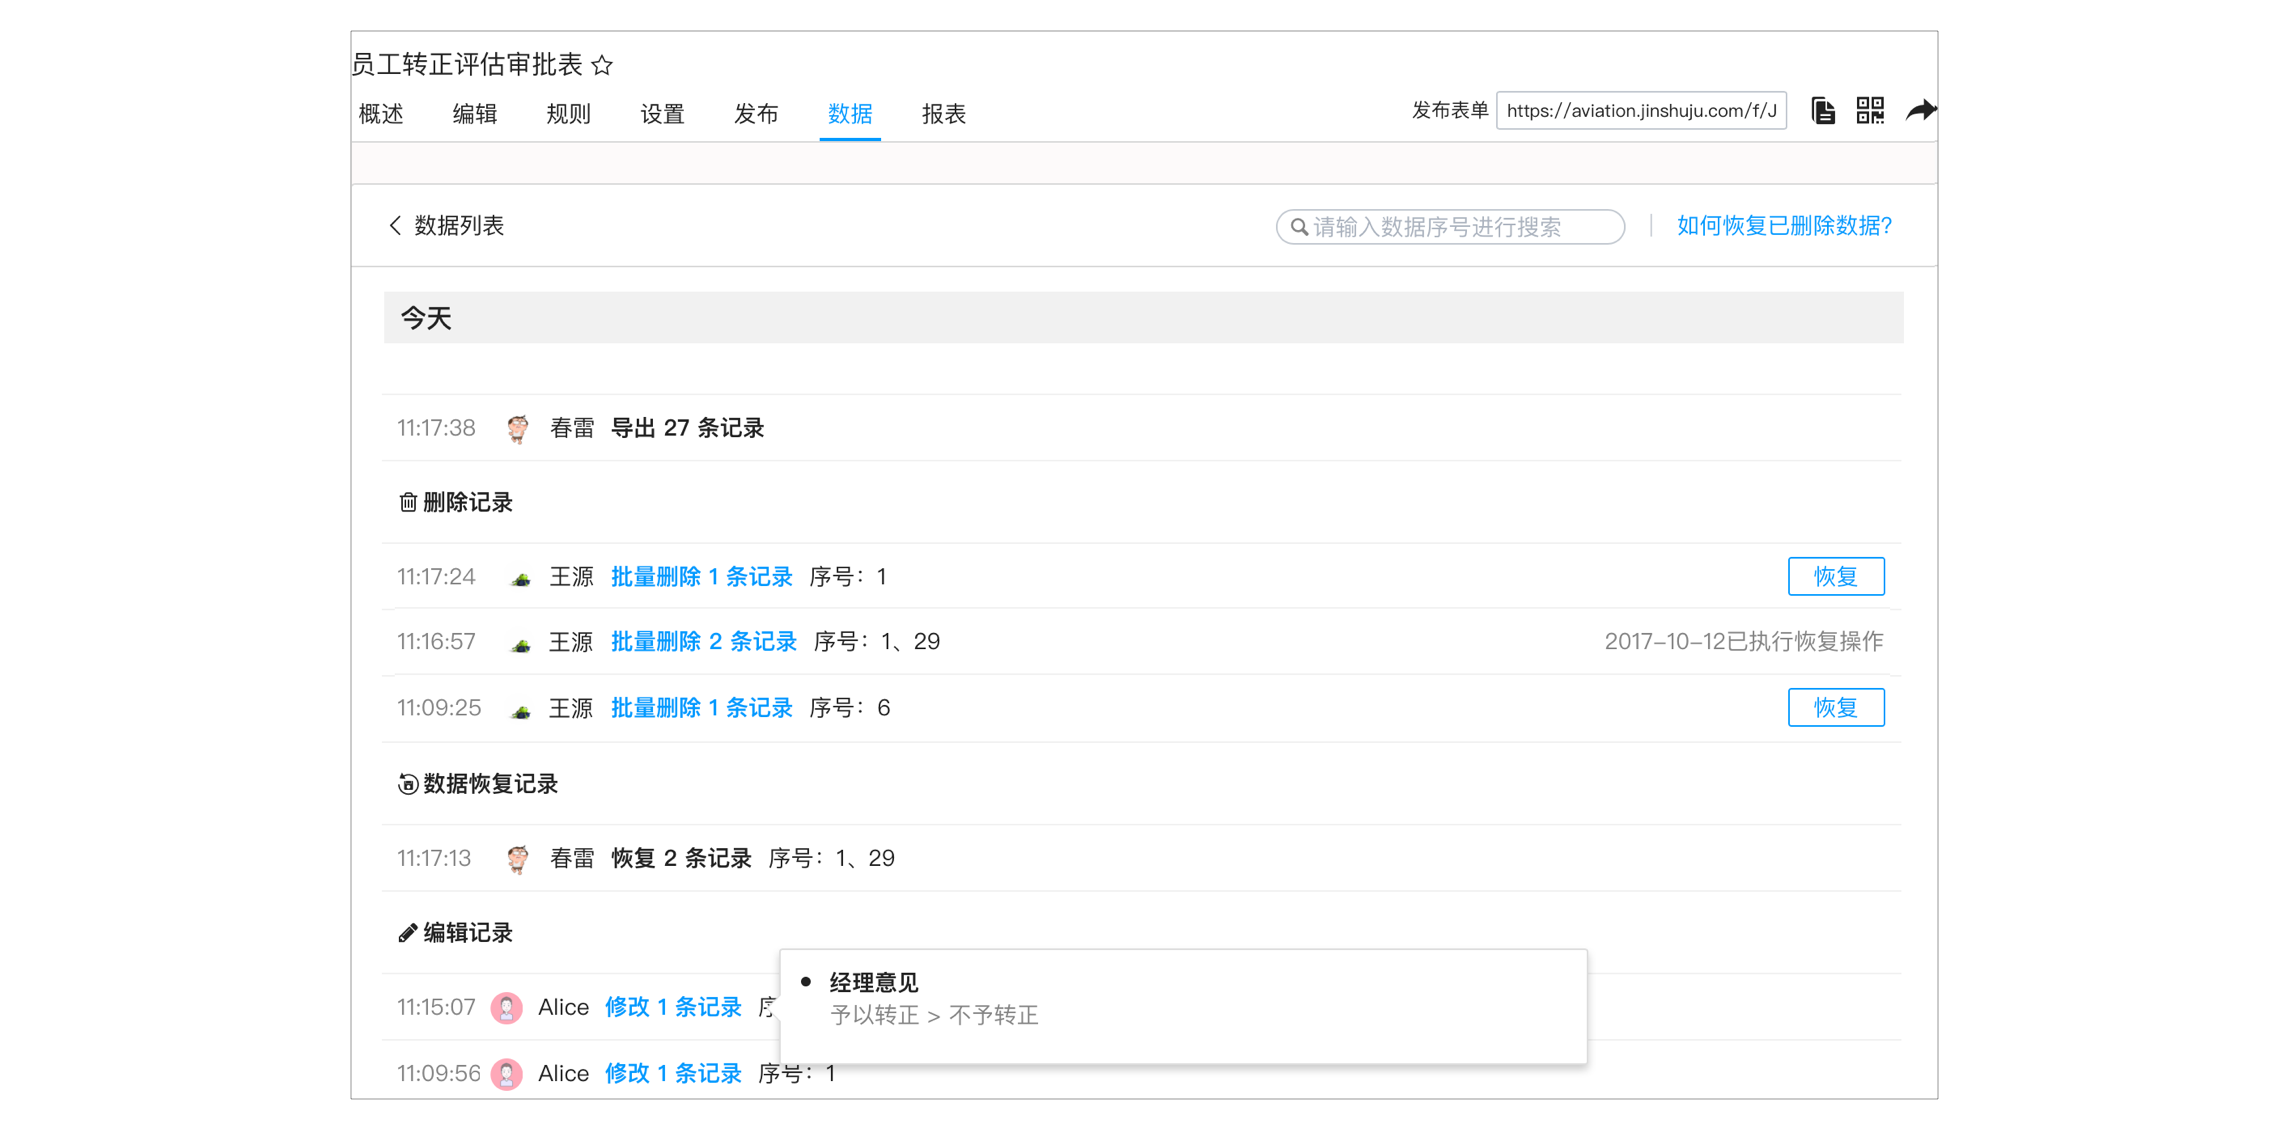 员工转正评估审批表
概述 编辑 规则 设置 发布 数据 报表
发布表单 https://aviation.jinshuju.com/f/J
数据列表
请输入数据序号进行搜索
如何恢复已删除数据?
今天
11:17:38 春雷 导出 27 条记录
删除记录
11:17:24 王源 批量删除 1 条记录 序号：1 恢复
11:16:57 王源 批量删除 2 条记录 序号：1、29 2017-10-12已执行恢复操作
11:09:25 王源 批量删除 1 条记录 序号：6 恢复
数据恢复记录
11:17:13 春雷 恢复 2 条记录 序号：1、29
编辑记录
经理意见
予以转正 > 不予转正
11:15:07 Alice 修改 1 条记录
11:09:56 Alice 修改 1 条记录 序号：1